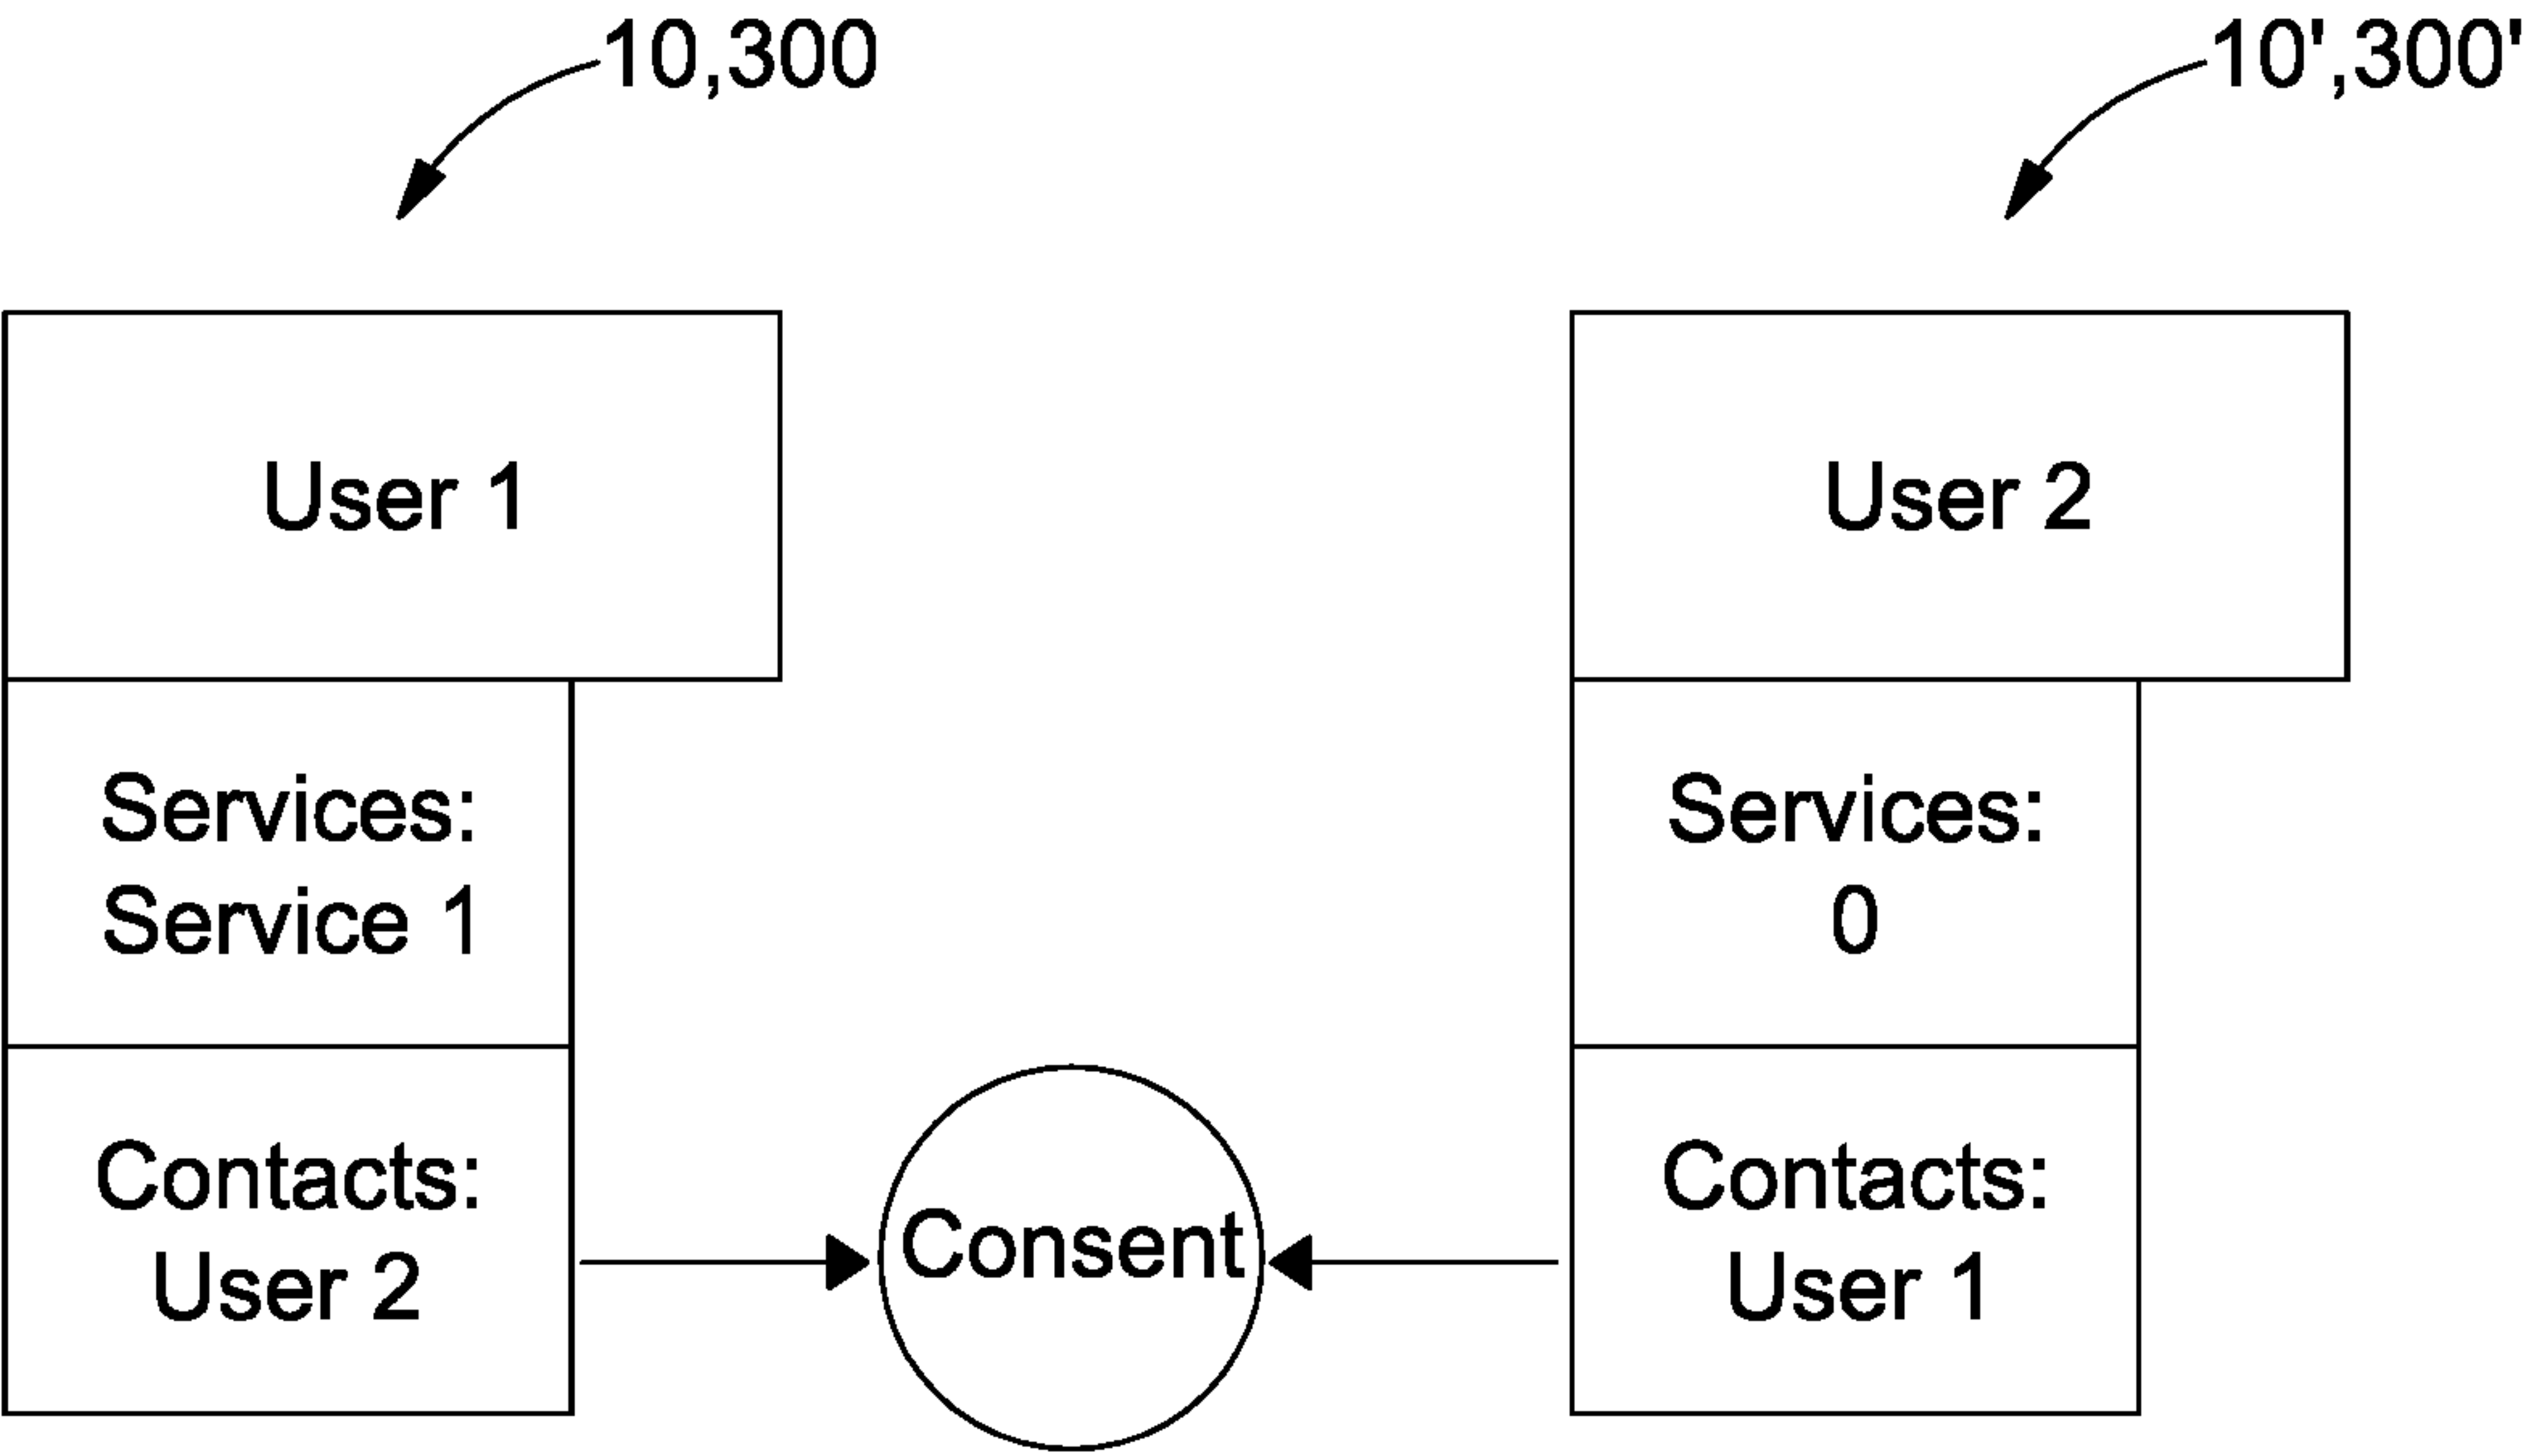 10,300
10',300'
User 1
User 2
Services:
Service 1
Services:
0
Contacts:
User 2
Consent
Contacts:
User 1